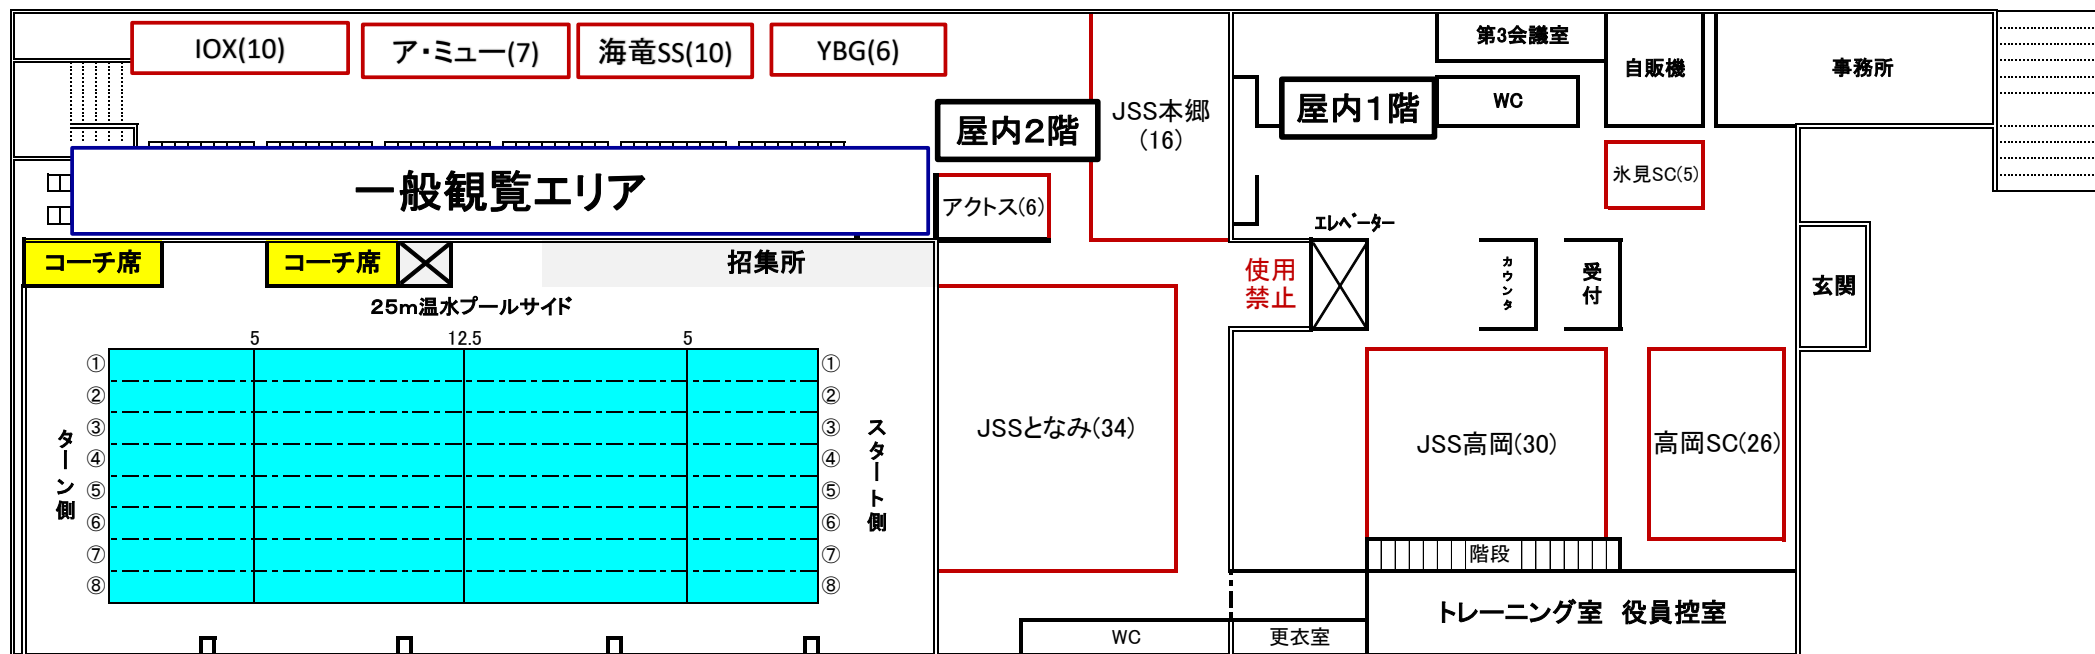 IOX(10)
ア・ミュー(7)
海竜SS(10)
YBG(6)
JSS本郷
(16)
第3会議室
自販機
事務所
WC
屋内1階
屋内2階
一般観覧エリア
アクトス(6)
氷見SC(5)
エレベーター
コーチ席
コーチ席
招集所
使用
禁止
カウンタ
受付
玄関
25m温水プールサイド
5
12.5
5
①
②
③
④
⑤
⑥
⑦
⑧
ターン側
①
②
③
④
⑤
⑥
⑦
⑧
スタート側
JSSとなみ(34)
JSS高岡(30)
高岡SC(26)
階段
トレーニング室 役員控室
WC
更衣室